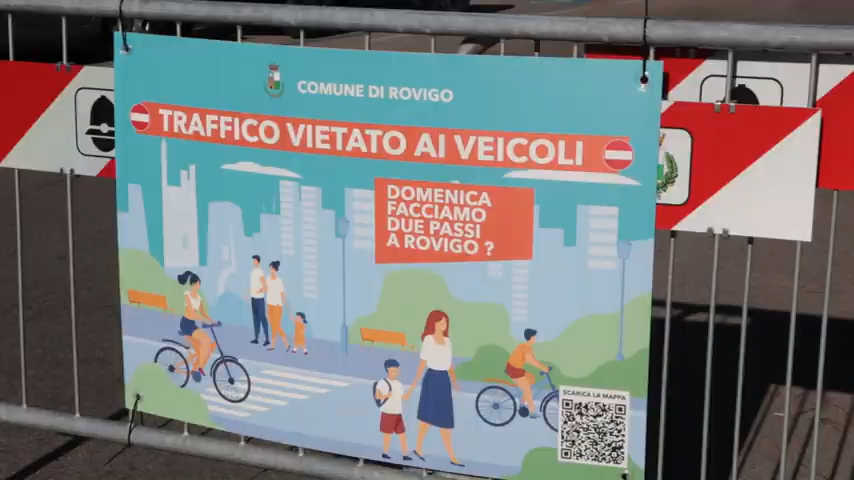 COMUNE DI ROVIGO
TRAFFICO VIETATO AI VEICOLI
DOMENICA
FACCIAMO
DUE PASSI
A ROVIGO ?
SCARICA LA MAPPA